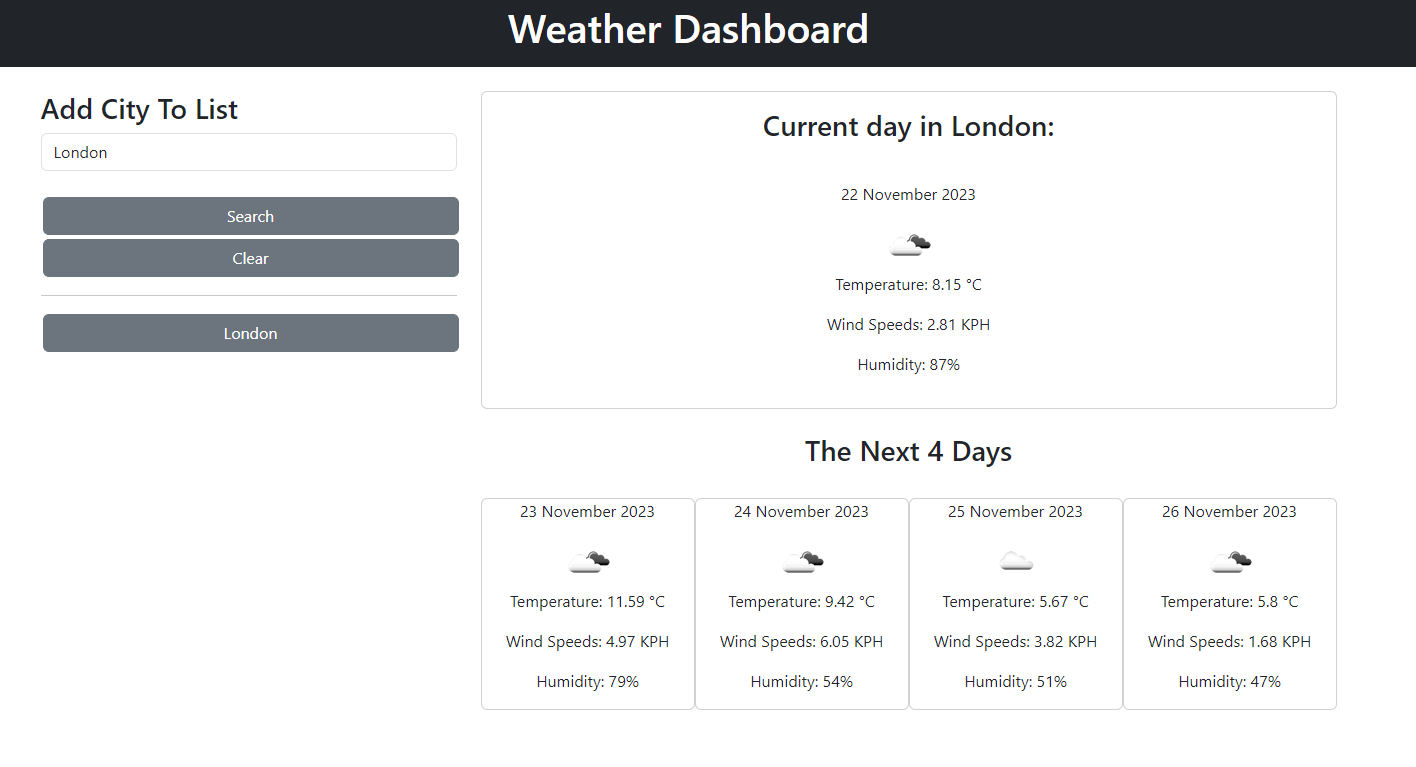 Weather Dashboard
Add City To List
London
Search
Clear
London
Current day in London:
22 November 2023
Temperature: 8.15 °C
Wind Speeds: 2.81 KPH
Humidity: 87%
The Next 4 Days
23 November 2023
Temperature: 11.59 °C
Wind Speeds: 4.97 KPH
Humidity: 79%
24 November 2023
Temperature: 9.42 °C
Wind Speeds: 6.05 KPH
Humidity: 54%
25 November 2023
Temperature: 5.67 °C
Wind Speeds: 3.82 KPH
Humidity: 51%
26 November 2023
Temperature: 5.8 °C
Wind Speeds: 1.68 KPH
Humidity: 47%